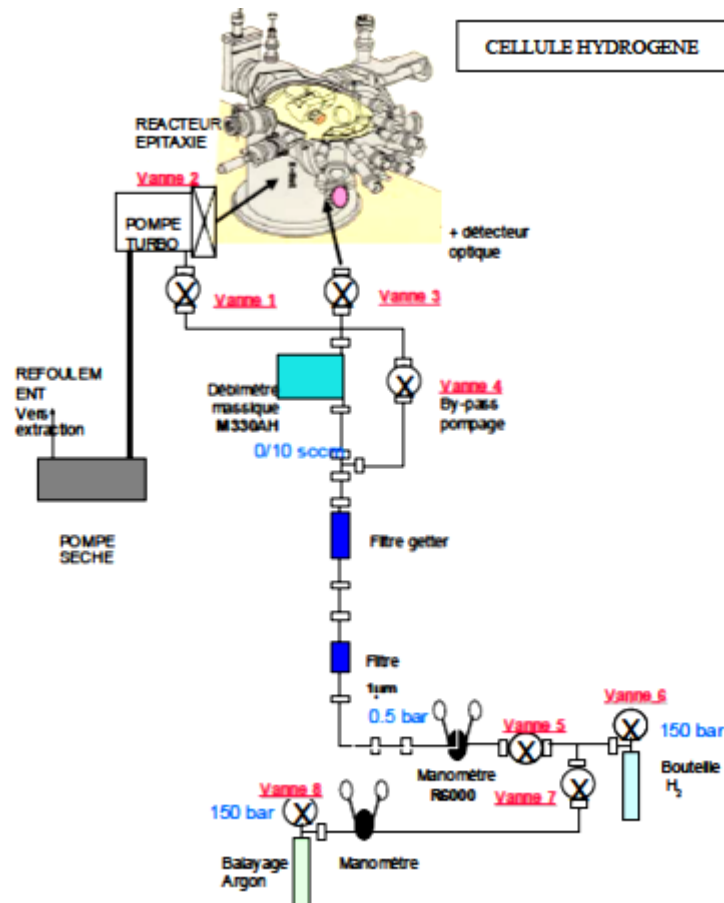 CELLULE HYDROGENE
REACTEUR
EPITAXIE
Vanne 2
POMPE
TURBO
+ détecteur
optique
Vanne 1
Vanne 3
REFOULEM
ENT
Vers
extraction
Débimètre
massique
M330AH
Vanne 4
By-pass
pompage
0/10 sccm
POMPE
SECHE
Filtre getter
Filtre
1µm
0.5 bar
Vanne 6
Vanne 5
150 bar
Manomètre
R6000
Vanne 7
Bouteille
H2
Vanne 8
150 bar
Balayage
Argon
Manomètre